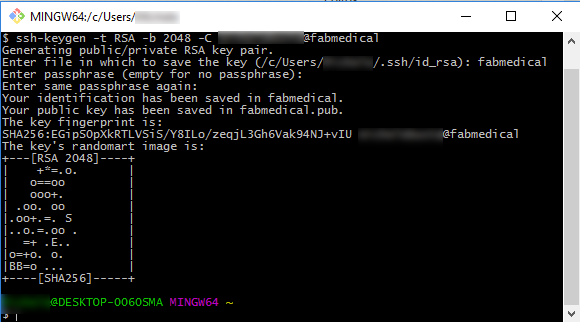 MINGW64:/c/Users/
$ ssh-keygen -t RSA -b 2048 -C @fabmedical
Generating public/private RSA key pair.
Enter file in which to save the key (/c/Users/ /.ssh/id_rsa): fabmedical
Enter passphrase (empty for no passphrase):
Enter same passphrase again:
Your identification has been saved in fabmedical.
Your public key has been saved in fabmedical.pub.
The key fingerprint is:
SHA256:EGipSOpXkRTLVSiS/Y8ILo/zeqjL3Gh6Vak94NJ+vIU @fabmedical
The key's randomart image is:
+---[RSA 2048]----+
|     +*=.o.      |
|    o==oo        |
|    ooo+.        |
| .oo. oo         |
|.oo+.=. S        |
|..o.=.oo .       |
|  =+ .E..        |
|o=+o. o.         |
|BB=o ...         |
+----[SHA256]-----+
@DESKTOP-OO6OSMA MINGW64 ~